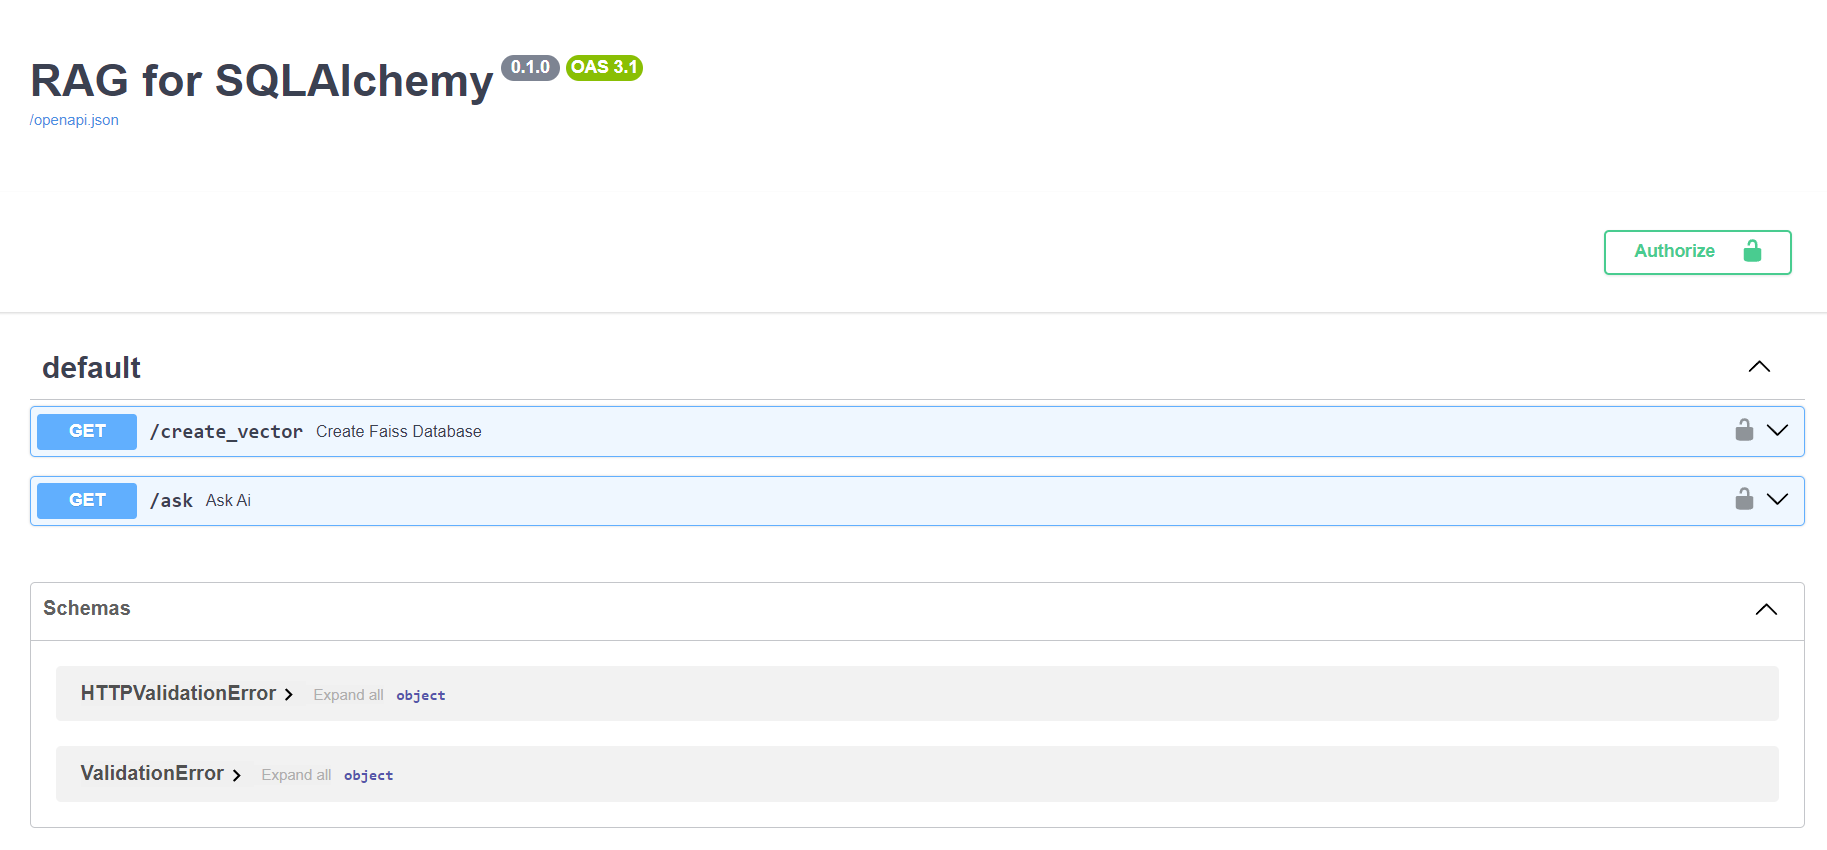 RAG for SQLAlchemy 0.1.0 OAS 3.1
/openapi.json
Authorize
default
GET /create_vector Create Faiss Database
GET /ask Ask Ai
Schemas
HTTPValidationError Expand all object
ValidationError Expand all object